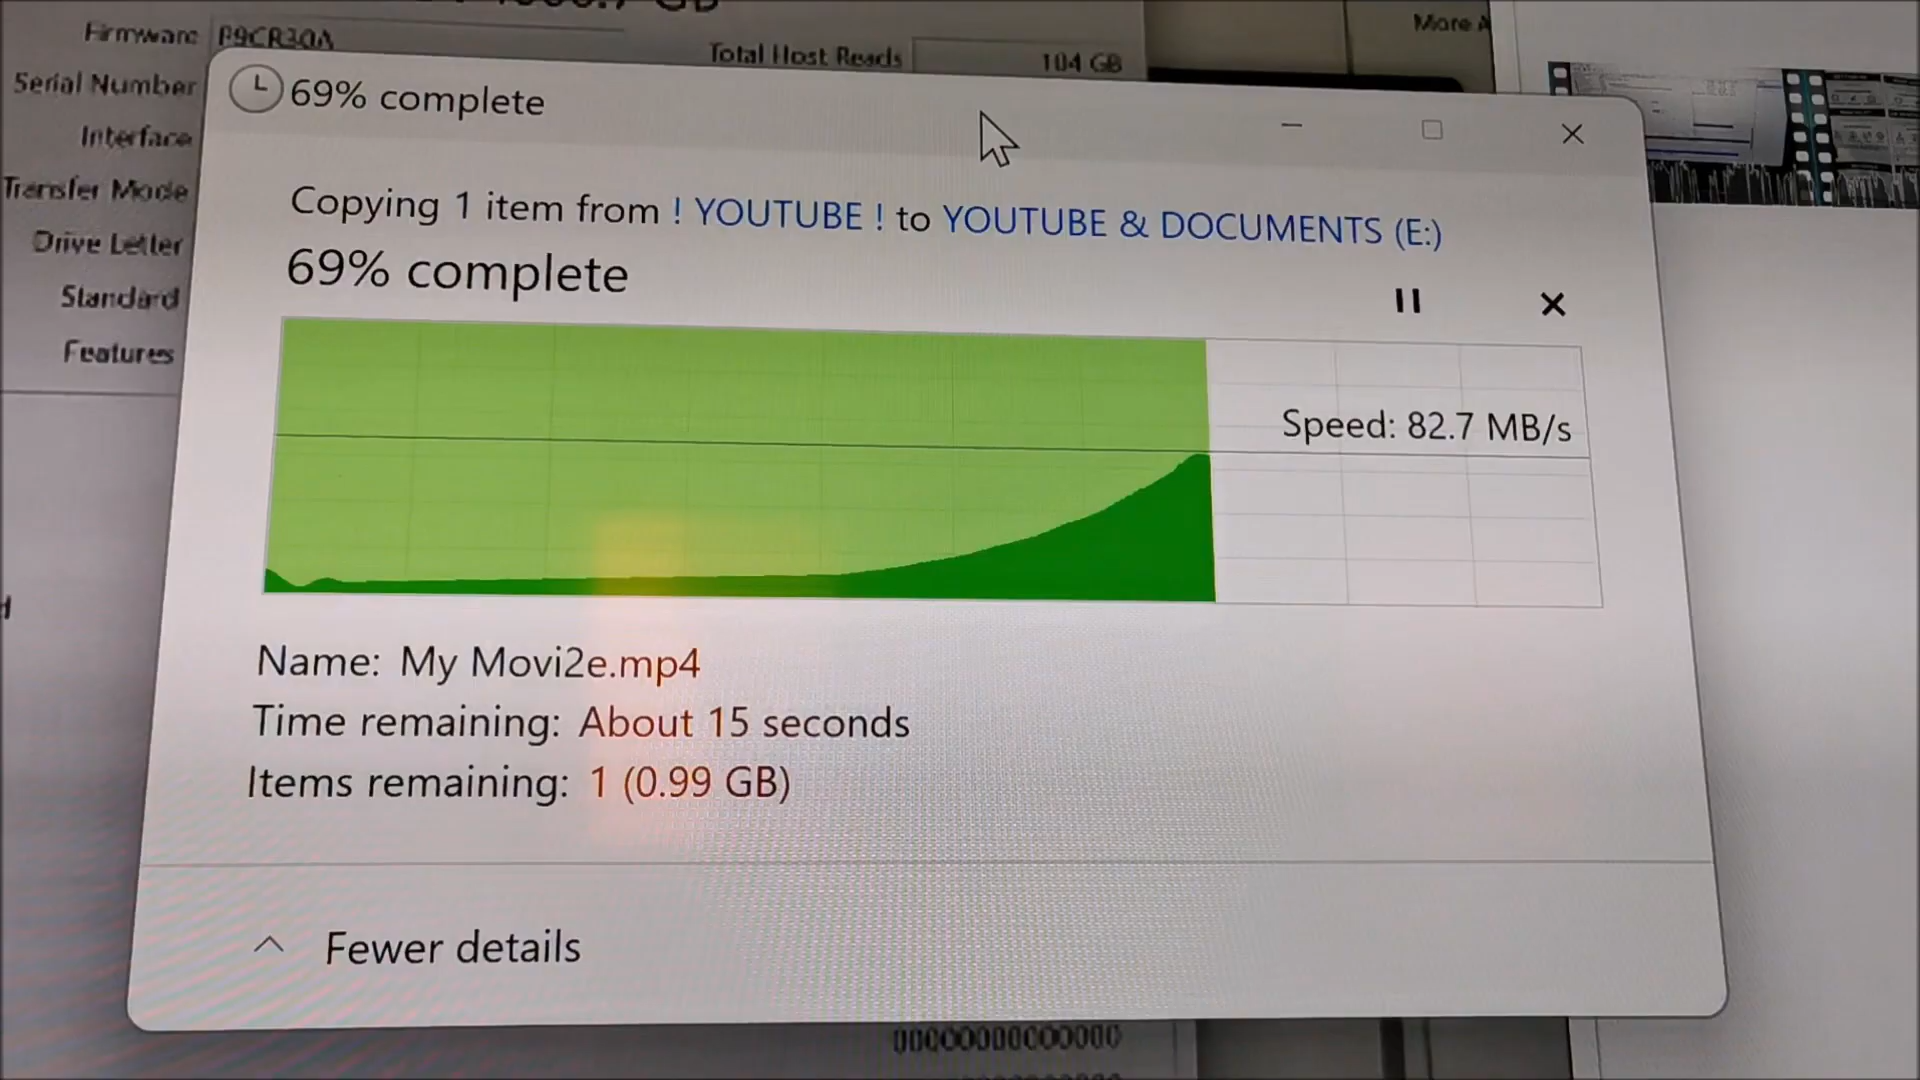 Firmware
Total Host Reads 104 GB
More
Serial Number
Interface
Transfer Mode
Drive Letter
Standard
Features
69% complete
Copying 1 item from ! YOUTUBE ! to YOUTUBE & DOCUMENTS (E:)
69% complete
Speed: 82.7 MB/s
Name: My Movi2e.mp4
Time remaining: About 15 seconds
Items remaining: 1 (0.99 GB)
Fewer details